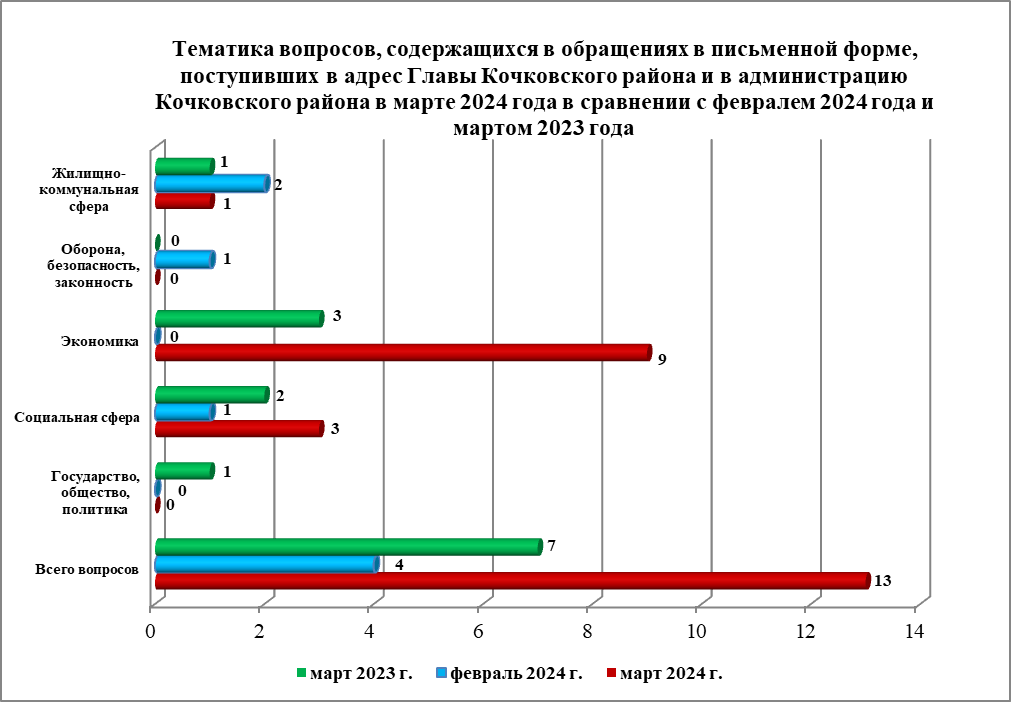 Тематика вопросов, содержащихся в обращениях в письменной форме,
поступивших в адрес Главы Кочковского района и в администрацию
Кочковского района в марте 2024 года в сравнении с февралем 2024 года и
мартом 2023 года
Жилищно-
коммунальная
сфера
1
2
1
Оборона,
безопасность,
законность
0
1
0
Экономика
3
0
9
Социальная сфера
2
1
3
Государство,
общество,
политика
1
0
0
Всего вопросов
7
4
13
0 2 4 6 8 10 12 14
март 2023 г. февраль 2024 г. март 2024 г.